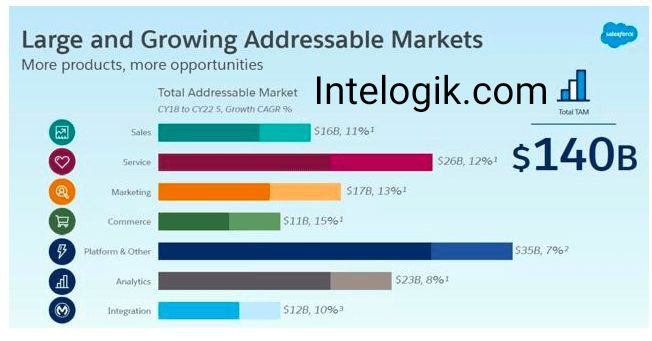 Large and Growing Addressable Markets
salesforce
More products, more opportunities
Total Addressable Market
Intelogik.com
CY18 to CY22 $, Growth CAGR %
Total TAM
$140B
Sales $16B, 11%¹
Service $26B, 12%¹
Marketing $17B, 13%¹
Commerce $11B, 15%¹
Platform & Other $35B, 7%²
Analytics $23B, 8%¹
Integration $12B, 10%³